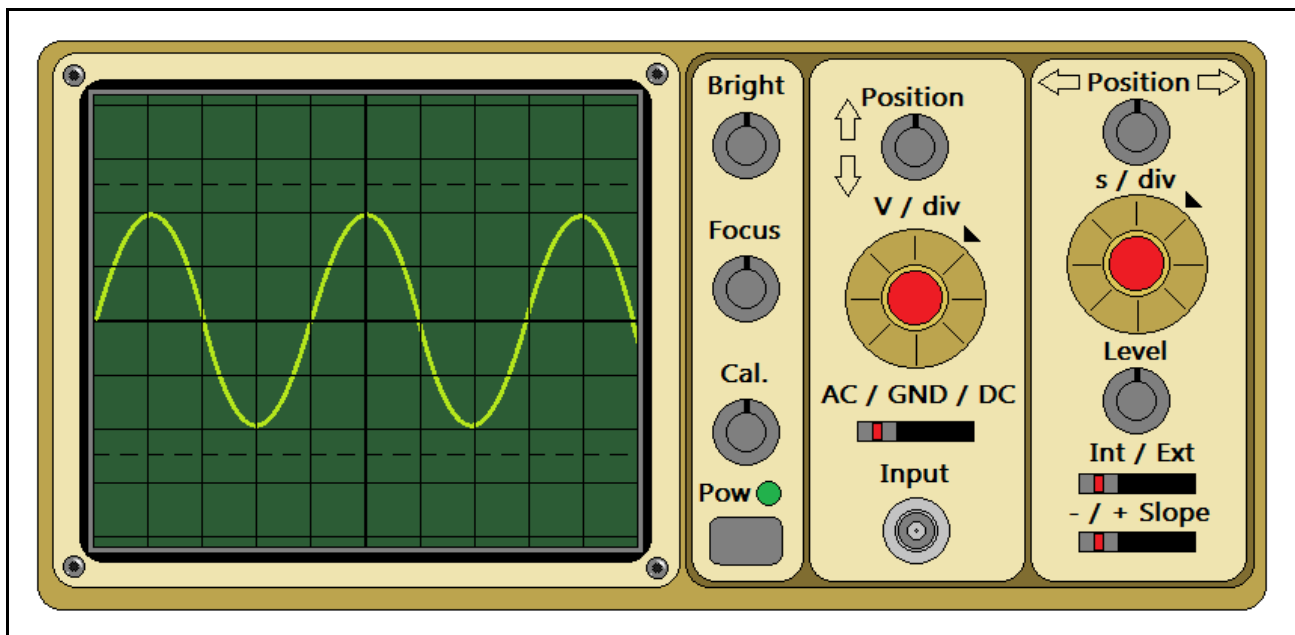 Bright
Focus
Cal.
Pow
Position
V / div
AC / GND / DC
Input
Position
s / div
Level
Int / Ext
- / + Slope